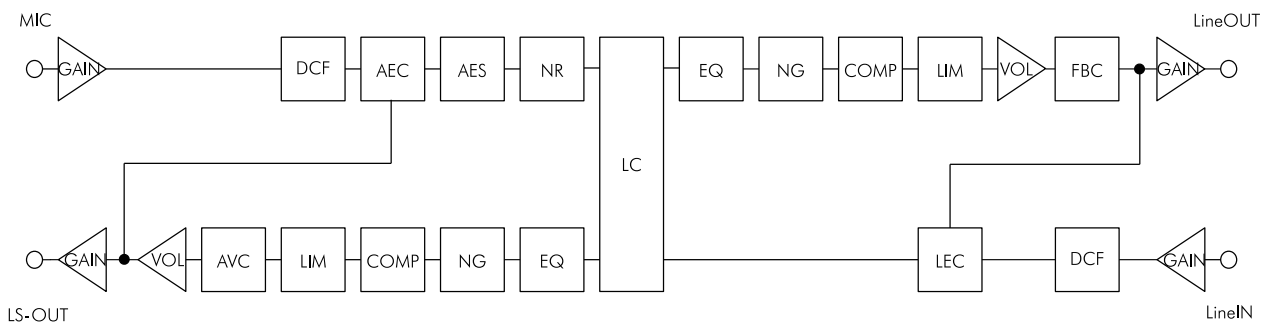 MIC
LineOUT
GAIN DCF AEC AES NR EQ NG COMP LIM VOL FBC GAIN
LC
GAIN VOL AVC LIM COMP NG EQ LEC DCF GAIN
LS-OUT
LineIN